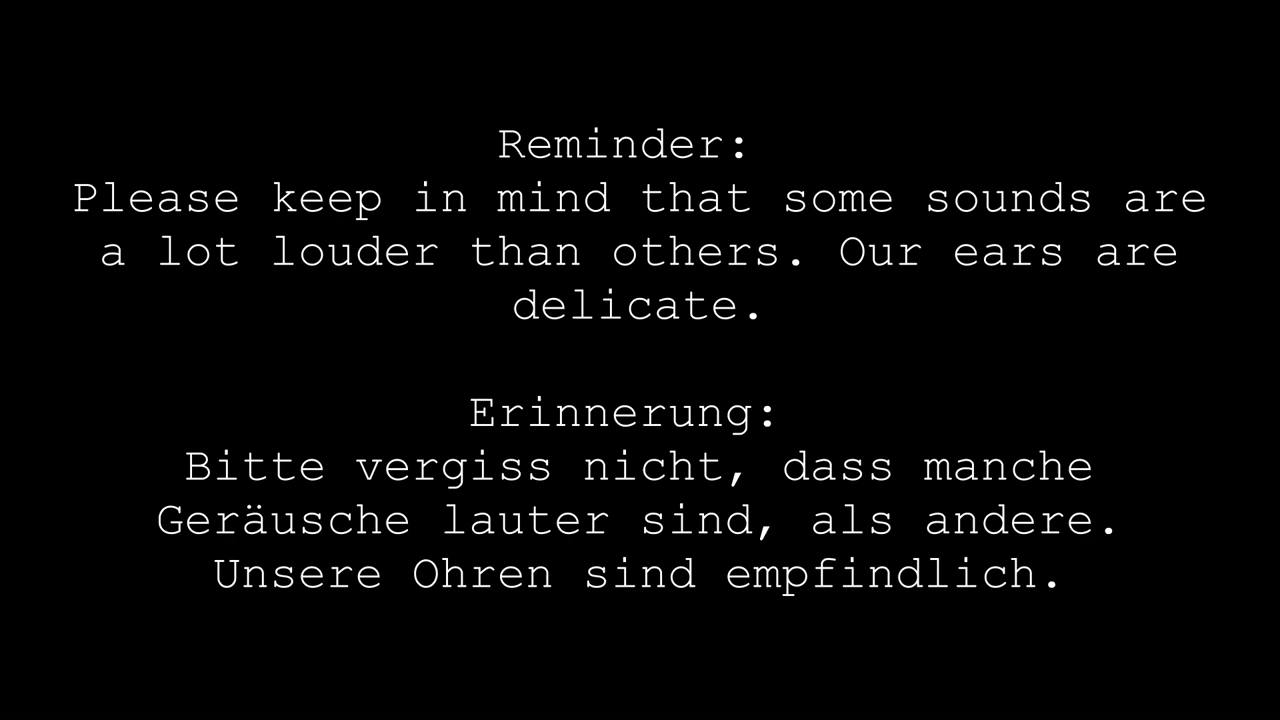 Reminder:
Please keep in mind that some sounds are
a lot louder than others. Our ears are
delicate.
Erinnerung:
Bitte vergiss nicht, dass manche
Geräusche lauter sind, als andere.
Unsere Ohren sind empfindlich.